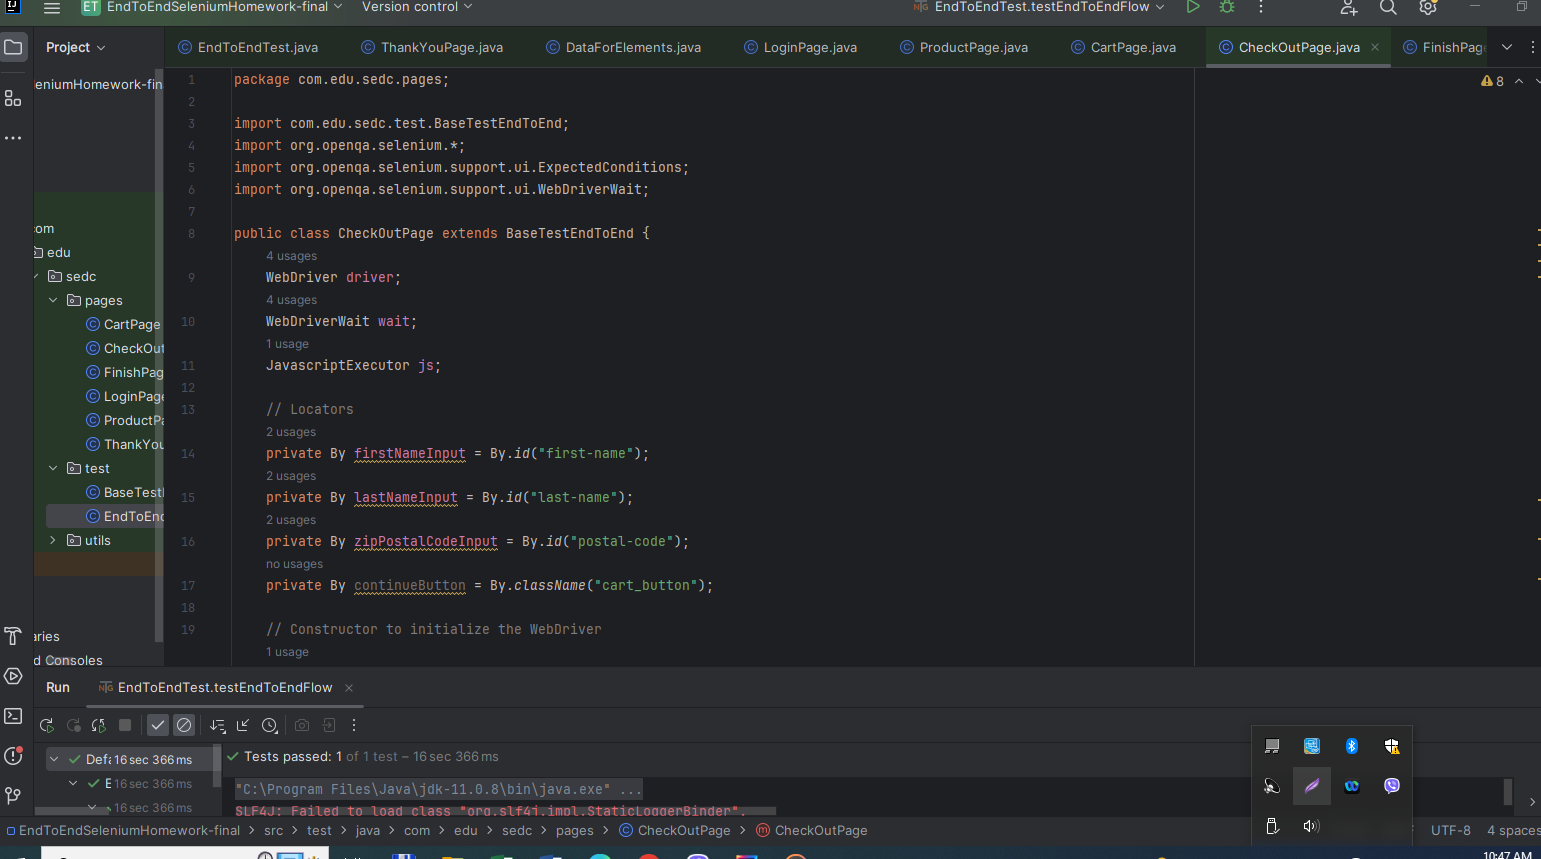 ET EndToEndSeleniumHomework-final Version control EndToEndTest.testEndToEndFlow
Project EndToEndTest.java ThankYouPage.java DataForElements.java LoginPage.java ProductPage.java CartPage.java CheckOutPage.java FinishPag
eniumHomework-fin
com
edu
sedc
pages
CartPage
CheckOut
FinishPag
LoginPage
ProductPa
ThankYou
test
BaseTestE
EndToEnd
utils
aries
d Consoles
8
1 package com.edu.sedc.pages;
2
3 import com.edu.sedc.test.BaseTestEndToEnd;
4 import org.openqa.selenium.*;
5 import org.openqa.selenium.support.ui.ExpectedConditions;
6 import org.openqa.selenium.support.ui.WebDriverWait;
7
8 public class CheckOutPage extends BaseTestEndToEnd {
4 usages
9 WebDriver driver;
4 usages
10 WebDriverWait wait;
1 usage
11 JavascriptExecutor js;
12
13 // Locators
2 usages
14 private By firstNameInput = By.id("first-name");
2 usages
15 private By lastNameInput = By.id("last-name");
2 usages
16 private By zipPostalCodeInput = By.id("postal-code");
no usages
17 private By continueButton = By.className("cart_button");
18
19 // Constructor to initialize the WebDriver
1 usage
Run EndToEndTest.testEndToEndFlow
Defa 16 sec 366 ms
E 16 sec 366 ms
16 sec 366 ms
Tests passed: 1 of 1 test – 16 sec 366 ms
"C:\Program Files\Java\jdk-11.0.8\bin\java.exe" ...
SLF4J: Failed to load class "org.slf4j.impl.StaticLoggerBinder".
EndToEndSeleniumHomework-final > src > test > java > com > edu > sedc > pages > CheckOutPage > CheckOutPage
UTF-8 4 spaces
10:47 AM